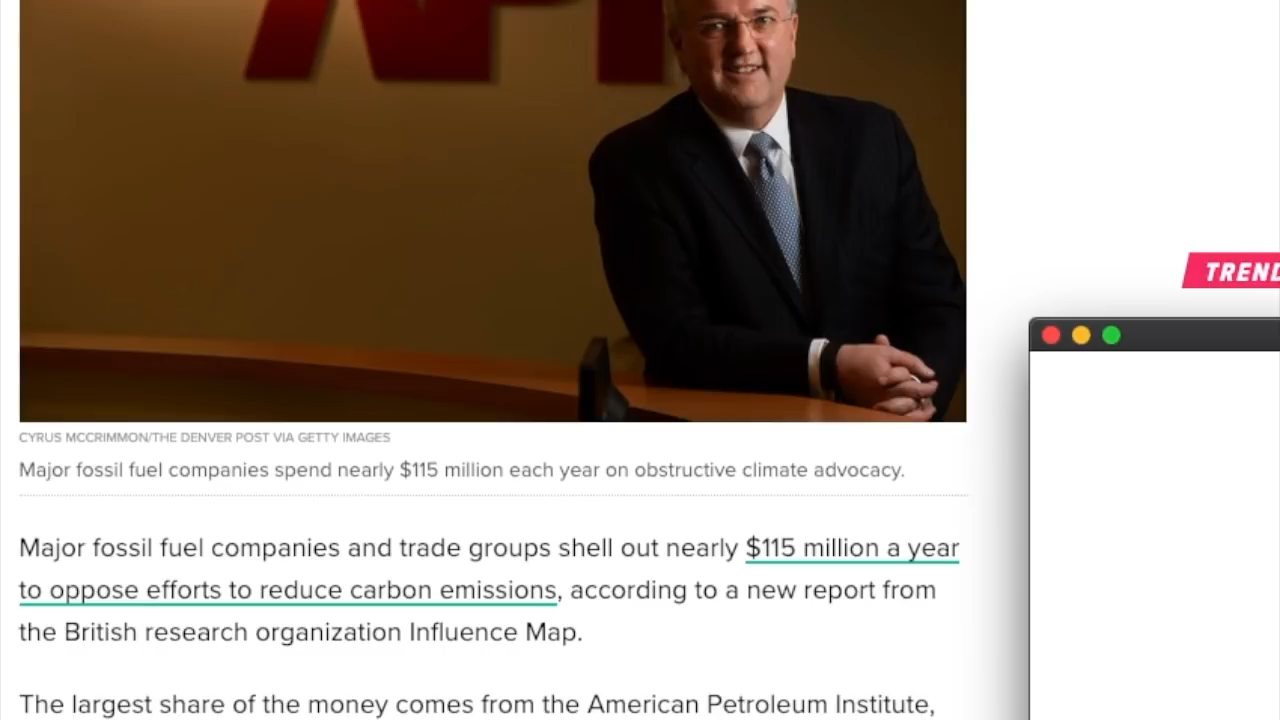 API
TREND
CYRUS MCCRIMMON/THE DENVER POST VIA GETTY IMAGES
Major fossil fuel companies spend nearly $115 million each year on obstructive climate advocacy.
Major fossil fuel companies and trade groups shell out nearly $115 million a year
to oppose efforts to reduce carbon emissions, according to a new report from
the British research organization Influence Map.
The largest share of the money comes from the American Petroleum Institute,